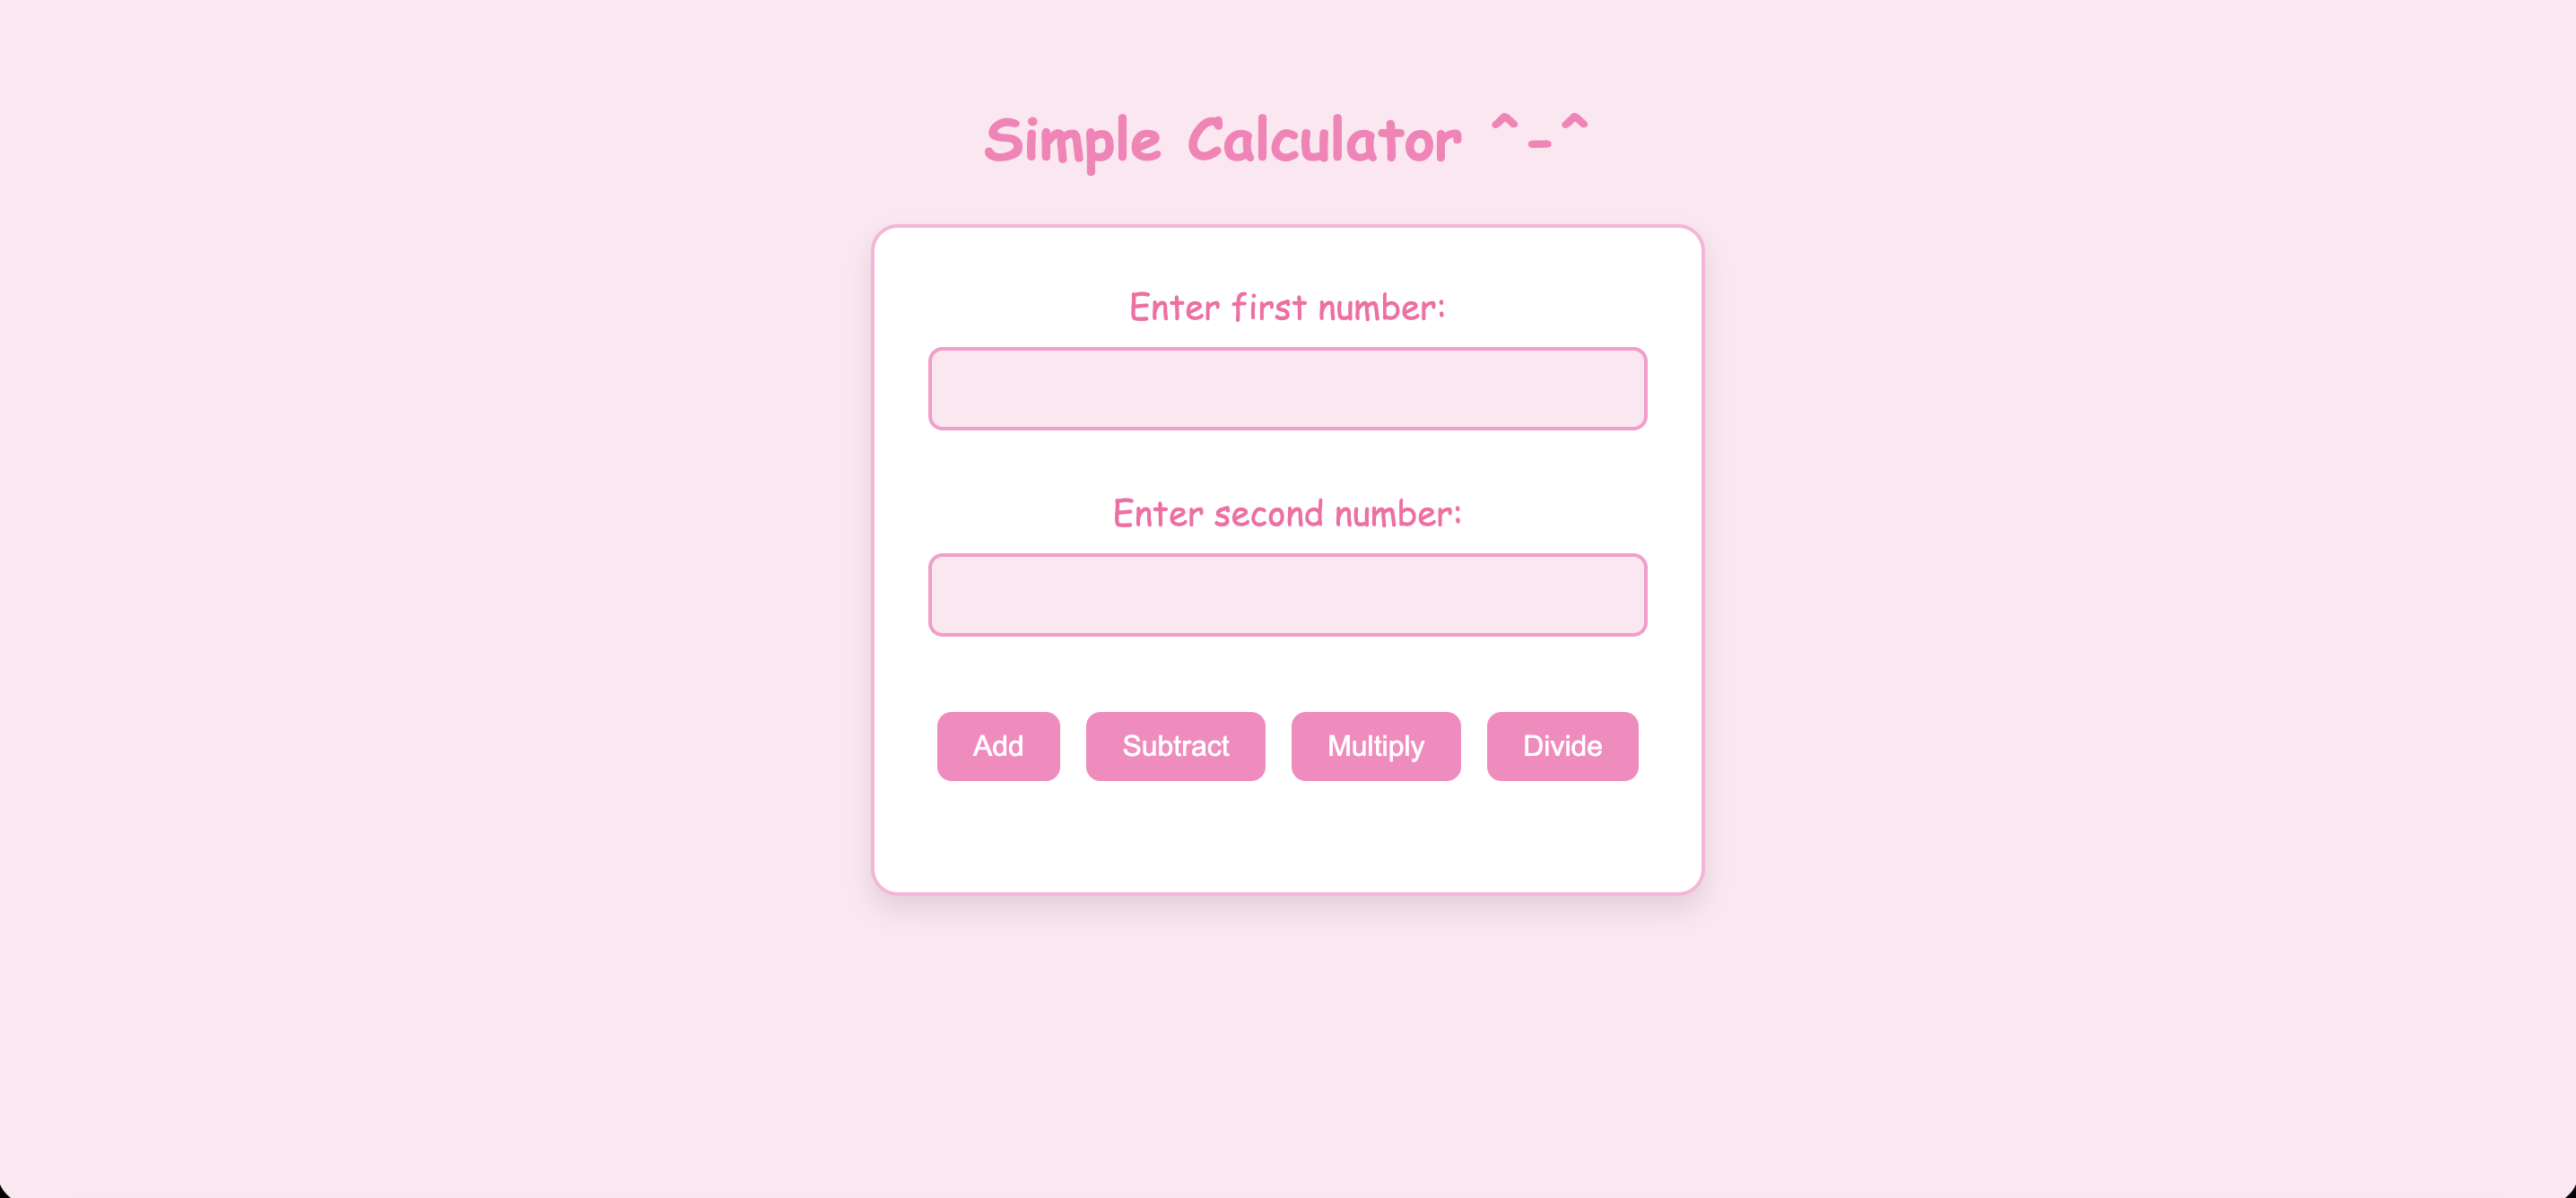 Simple Calculator ^-^
Enter first number:
Enter second number:
Add Subtract Multiply Divide